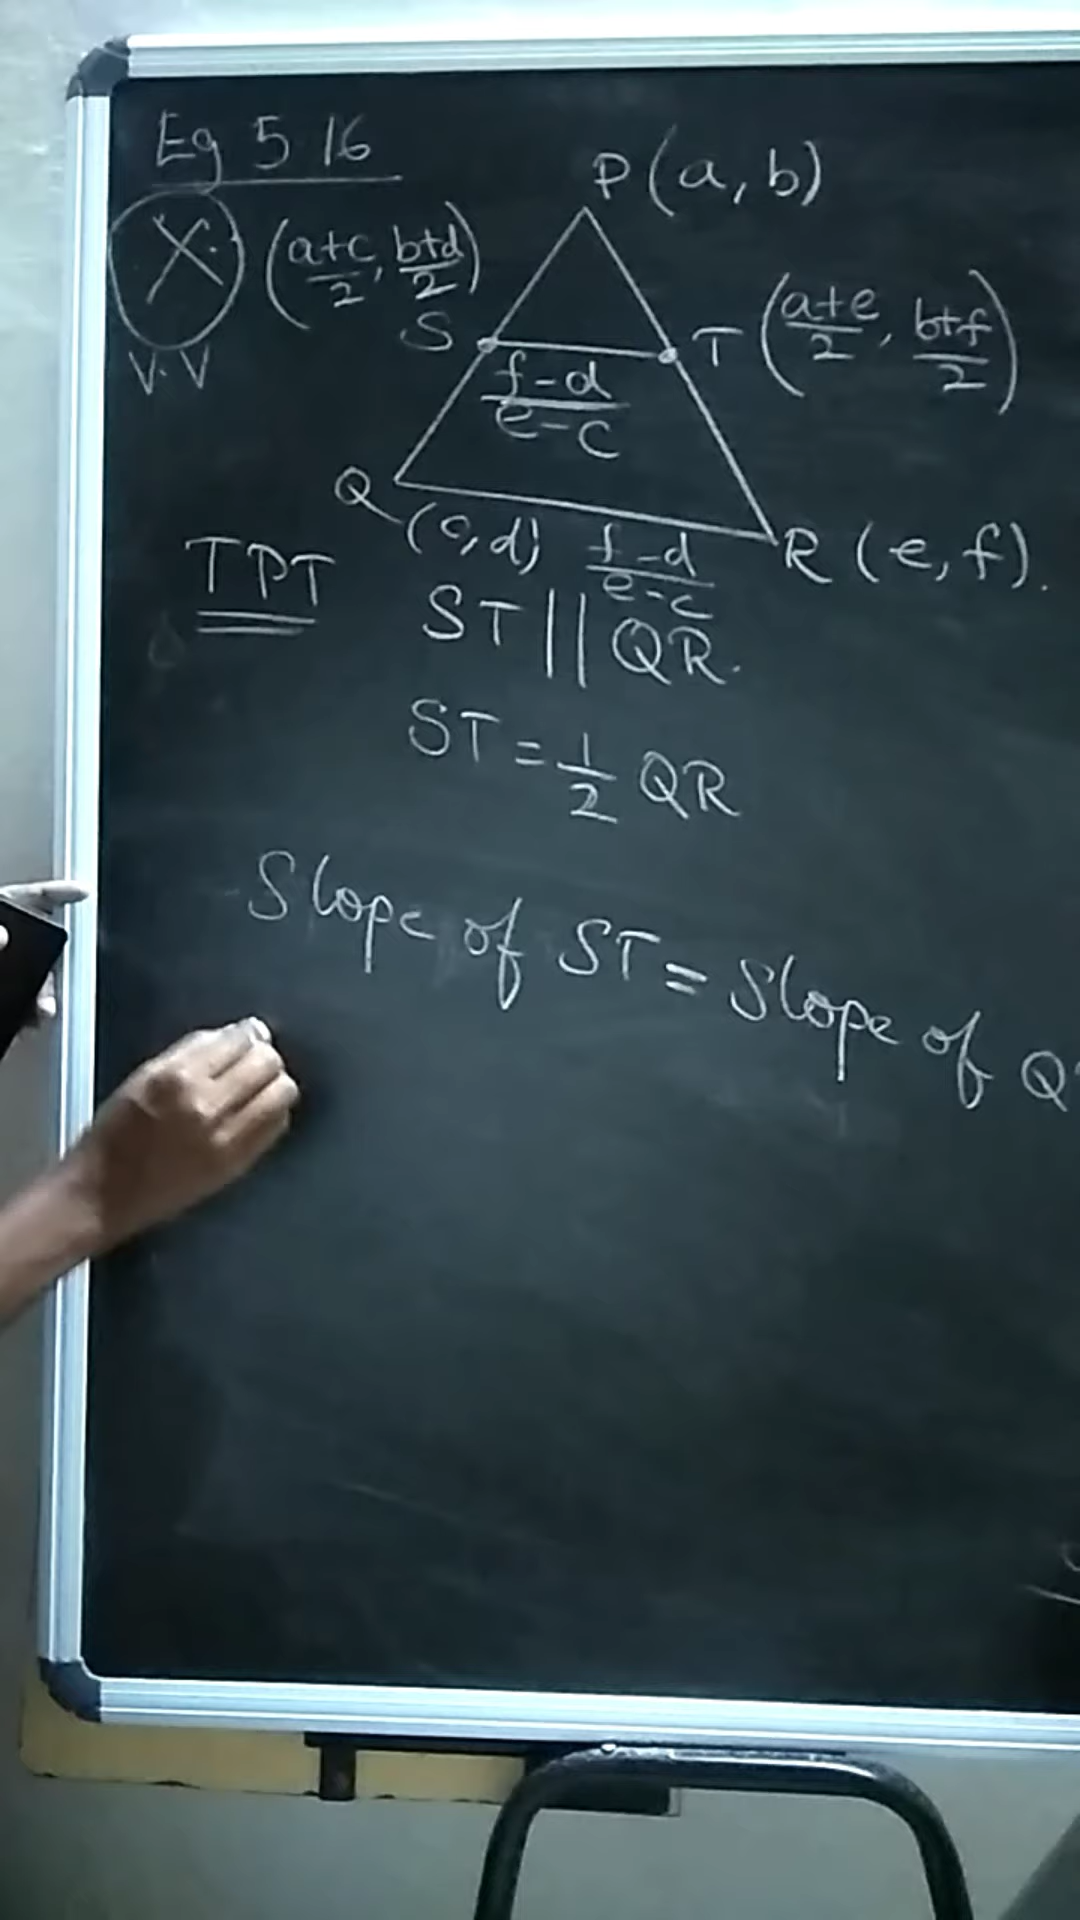 Eg 5.16
P(a, b)
X
(a+c/2, b+d/2)
V.V
S
T (a+e/2, b+f/2)
f-d/e-c
Q (c,d)
f-d/e-c
R (e, f).
TPT
ST || QR.
ST = 1/2 QR
Slope of ST = Slope of Q